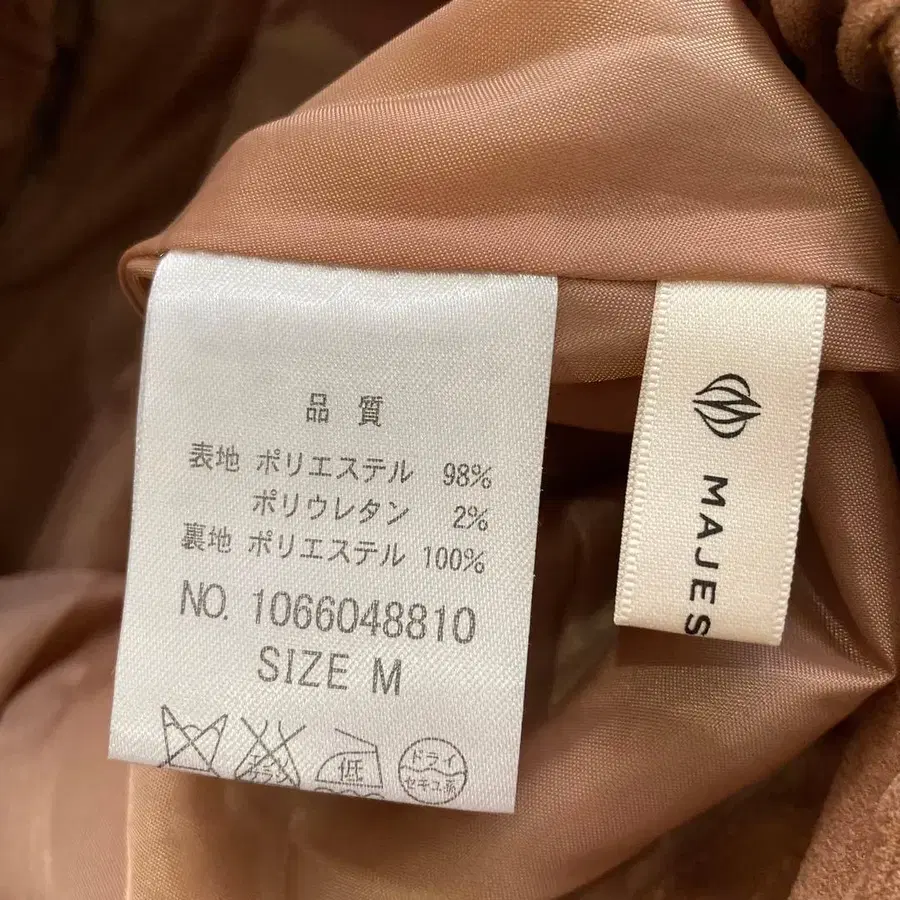 品 質
表地 ポリエステル 98%
ポリウレタン 2%
裏地 ポリエステル 100%
NO. 1066048810
SIZE M
低
ドライ
セキユ系
MAJES